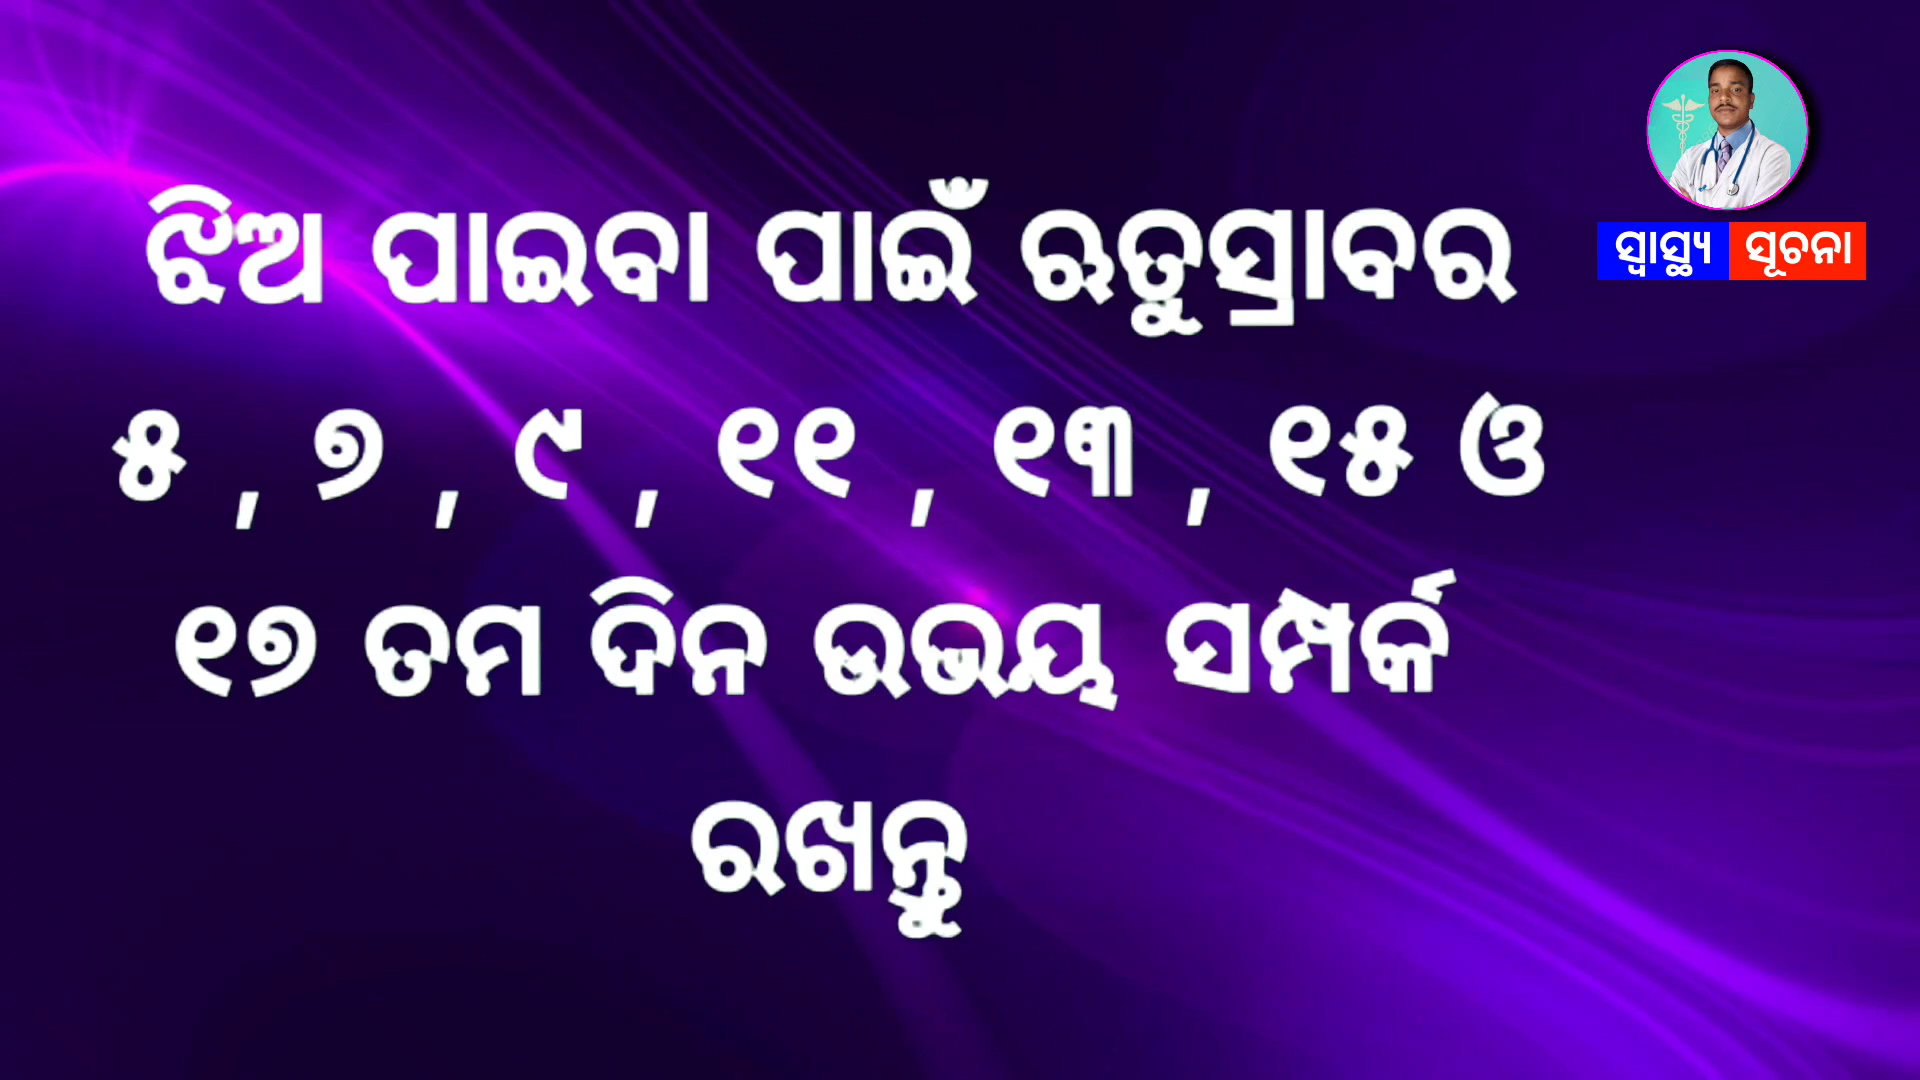 ଝିଅ ପାଇବା ପାଇଁ ଋତୁସ୍ରାବର
୫ , ୭ , ୯ , ୧୧ , ୧୩ , ୧୫ ଓ
୧୭ ତମ ଦିନ ଉଭୟ ସମ୍ପର୍କ
ରଖନ୍ତୁ
ସ୍ୱାସ୍ଥ୍ୟ ସୂଚନା